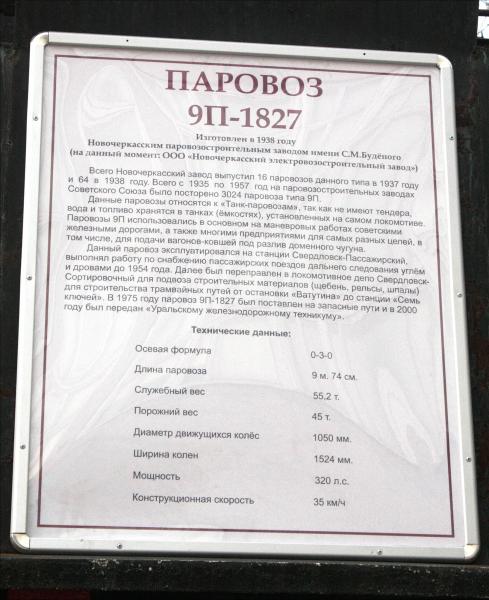 ПАРОВОЗ
9П-1827
Изготовлен в 1938 году
Новочеркасским паровозостроительным заводом имени С.М.Будёного
(на данный момент: ООО «Новочеркасский электровозостроительный завод»)
Всего Новочеркасский завод выпустил 16 паровозов данного типа в 1937 году
и 64 в 1938 году. Всего с 1935 по 1957 год на паровозостроительных заводах
Советского Союза было посторено 3024 паровоза типа 9П.
Данные паровозы относятся к «Танк-паровозам», так как не имеют тендера,
вода и топливо хранятся в танках (ёмкостях), установленных на самом локомотиве.
Паровозы 9П использовались в основном на маневровых работах советскими
железными дорогами, а также многими предприятиями для самых разных целей, в
том числе, для подачи вагонов-ковшей под разлив доменного чугуна.
Данный паровоз эксплуатировался на станции Свердловск-Пассажирский,
выполнял работу по снабжению пассажирских поездов дальнего следования углём
и дровами до 1954 года. Далее был переправлен в локомотивное депо Свердловск-
Сортировочный для подвоза строительных материалов (щебень, рельсы, шпалы)
для строительства трамвайных путей от остановки «Ватутина» до станции «Семь
ключей». В 1975 году паровоз 9П-1827 был поставлен на запасные пути и в 2000
году был передан «Уральскому железнодорожному техникуму».
Технические данные:
Осевая формула 0-3-0
Длина паровоза 9 м. 74 см.
Служебный вес 55,2 т.
Порожний вес 45 т.
Диаметр движущихся колёс 1050 мм.
Ширина колеи 1524 мм.
Мощность 320 л.с.
Конструкционная скорость 35 км/ч